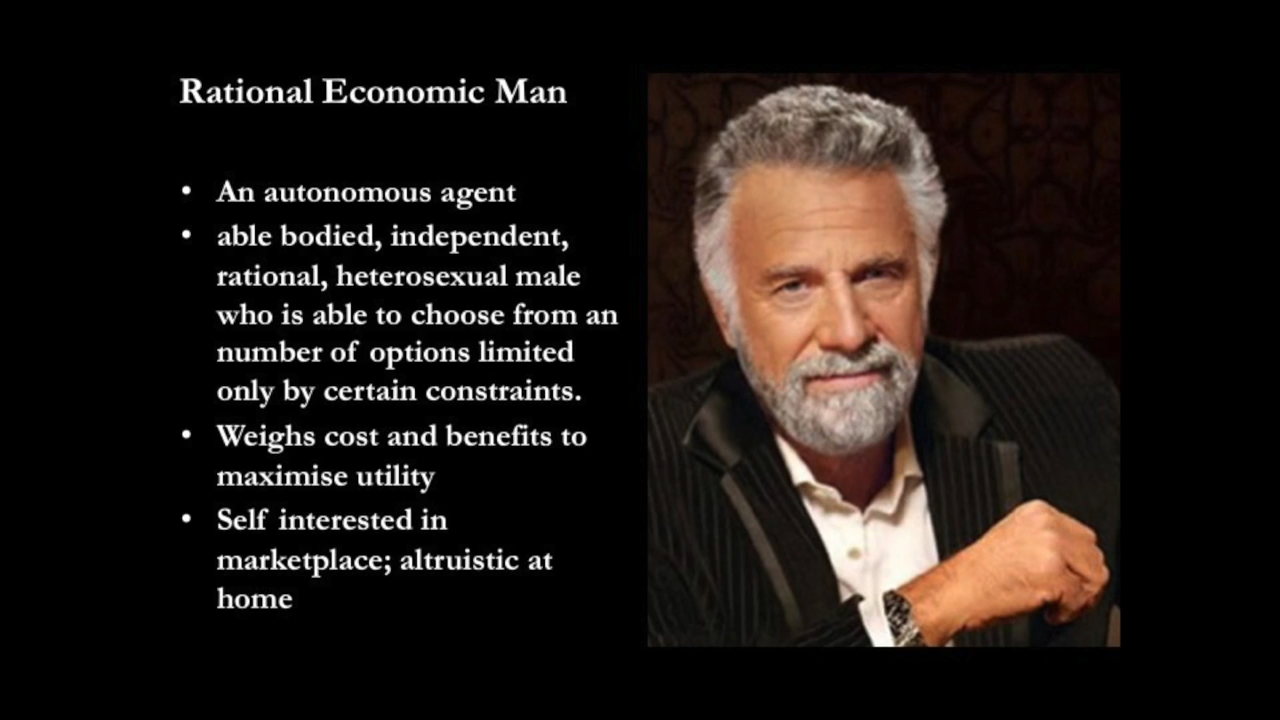 Rational Economic Man
• An autonomous agent
• able bodied, independent,
rational, heterosexual male
who is able to choose from an
number of options limited
only by certain constraints.
• Weighs cost and benefits to
maximise utility
• Self interested in
marketplace; altruistic at
home